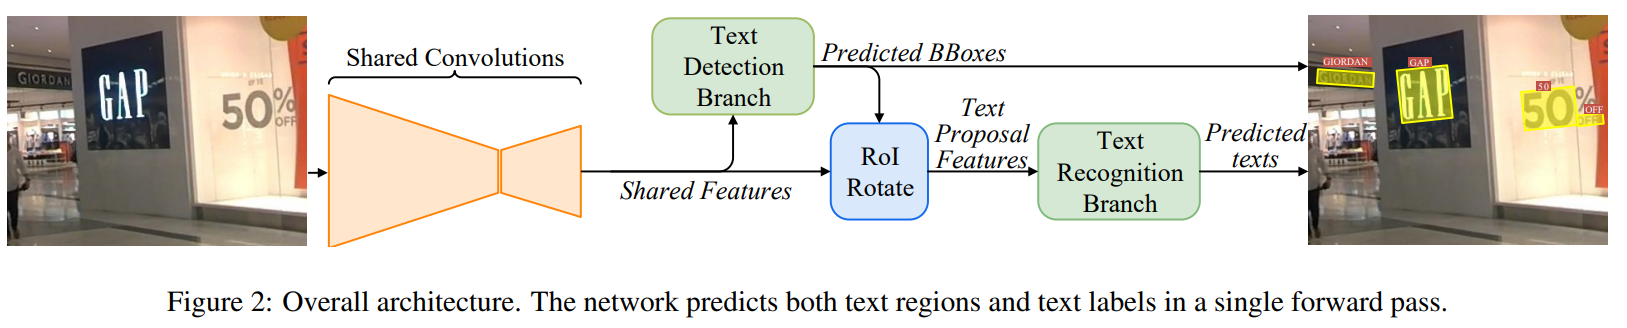 GIORDAN
GAP
50%
OFF
Shared Convolutions
Text
Detection
Branch
Predicted BBoxes
Shared Features
RoI
Rotate
Text
Proposal
Features
Text
Recognition
Branch
Predicted
texts
GIORDAN
GIORDAN
GAP
GAP
50
50%
OFF
OFF
Figure 2: Overall architecture. The network predicts both text regions and text labels in a single forward pass.